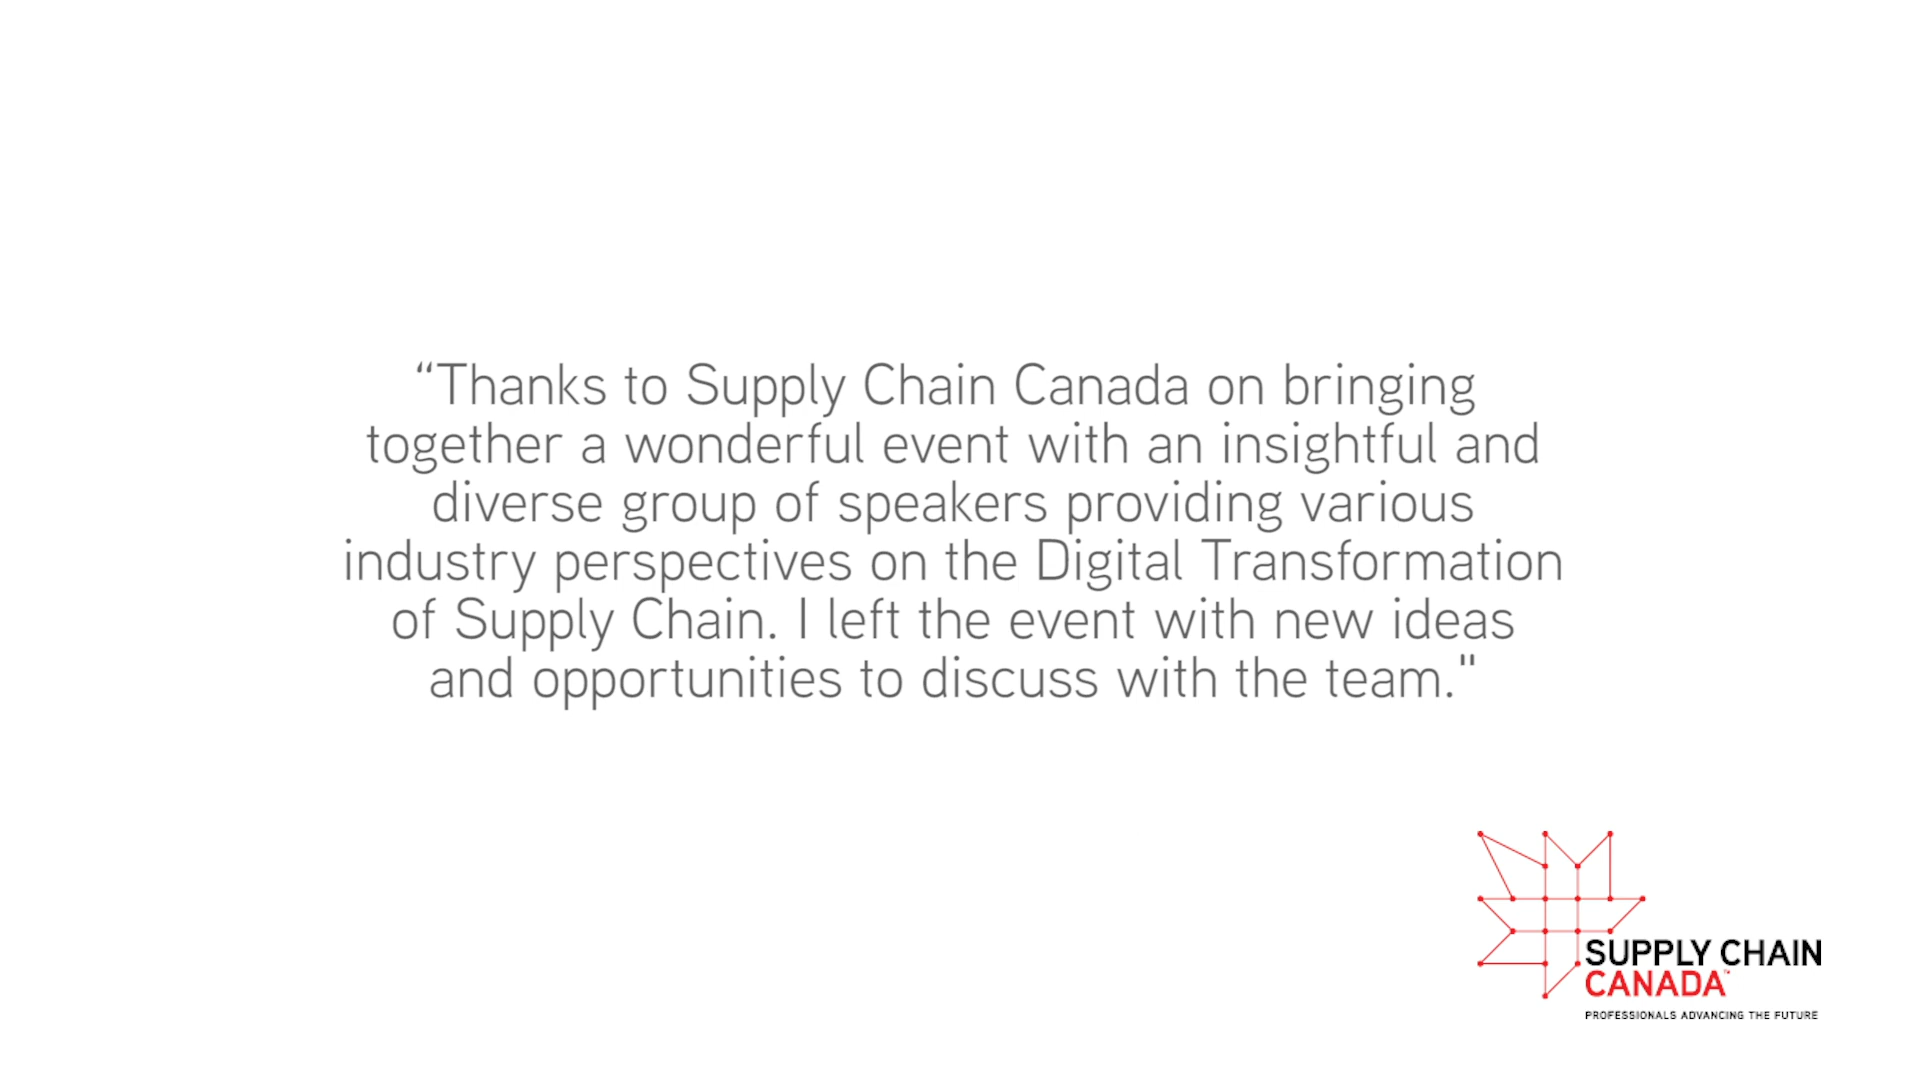 “Thanks to Supply Chain Canada on bringing
together a wonderful event with an insightful and
diverse group of speakers providing various
industry perspectives on the Digital Transformation
of Supply Chain. I left the event with new ideas
and opportunities to discuss with the team."
SUPPLY CHAIN
CANADA™
PROFESSIONALS ADVANCING THE FUTURE